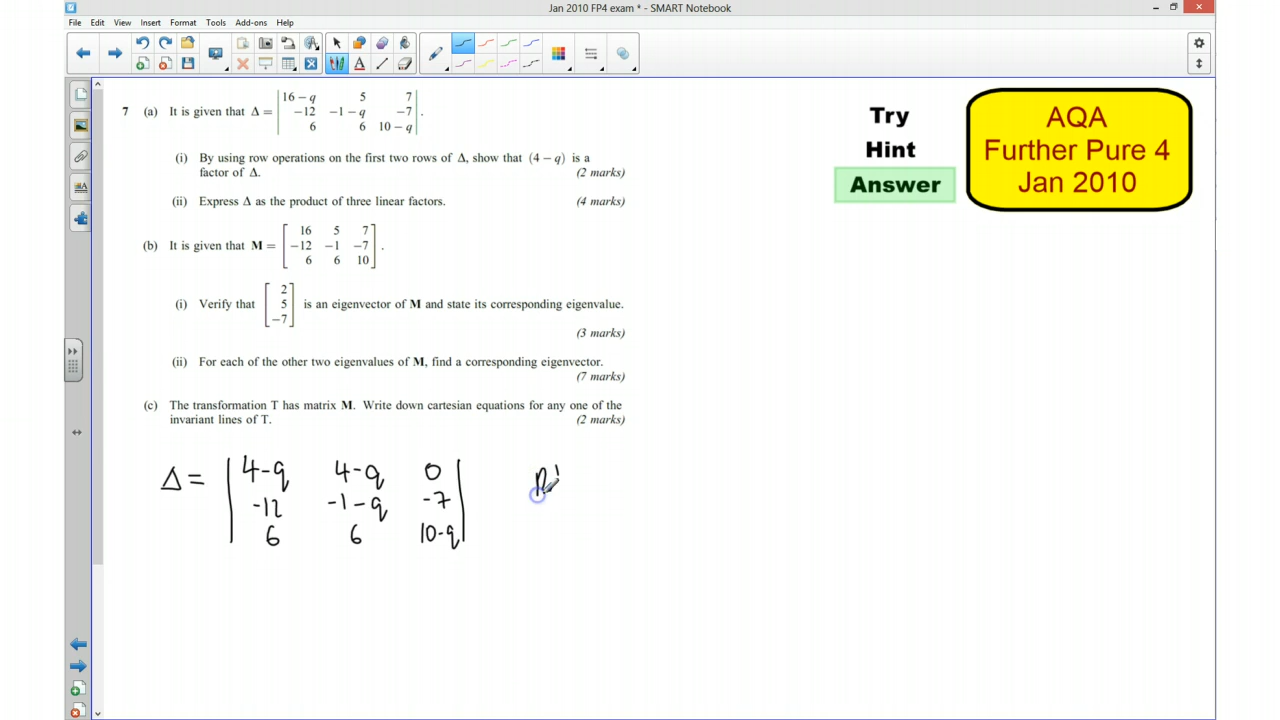 Jan 2010 FP4 exam * - SMART Notebook
File Edit View Insert Format Tools Add-ons Help
7 (a) It is given that Δ = | 16 − q 5 7 |
| −12 −1 − q −7 | .
| 6 6 10 − q |
(i) By using row operations on the first two rows of Δ, show that (4 − q) is a
factor of Δ. (2 marks)
(ii) Express Δ as the product of three linear factors. (4 marks)
(b) It is given that M = [ 16 5 7 ]
[ −12 −1 −7 ] .
[ 6 6 10 ]
(i) Verify that [ 2 ]
[ 5 ] is an eigenvector of M and state its corresponding eigenvalue.
[ −7 ]
(3 marks)
(ii) For each of the other two eigenvalues of M, find a corresponding eigenvector.
(7 marks)
(c) The transformation T has matrix M. Write down cartesian equations for any one of the
invariant lines of T. (2 marks)
Δ = | 4-q 4-q 0 |
| -12 -1-q -7 |
| 6 6 10-q |
Try
Hint
Answer
AQA
Further Pure 4
Jan 2010